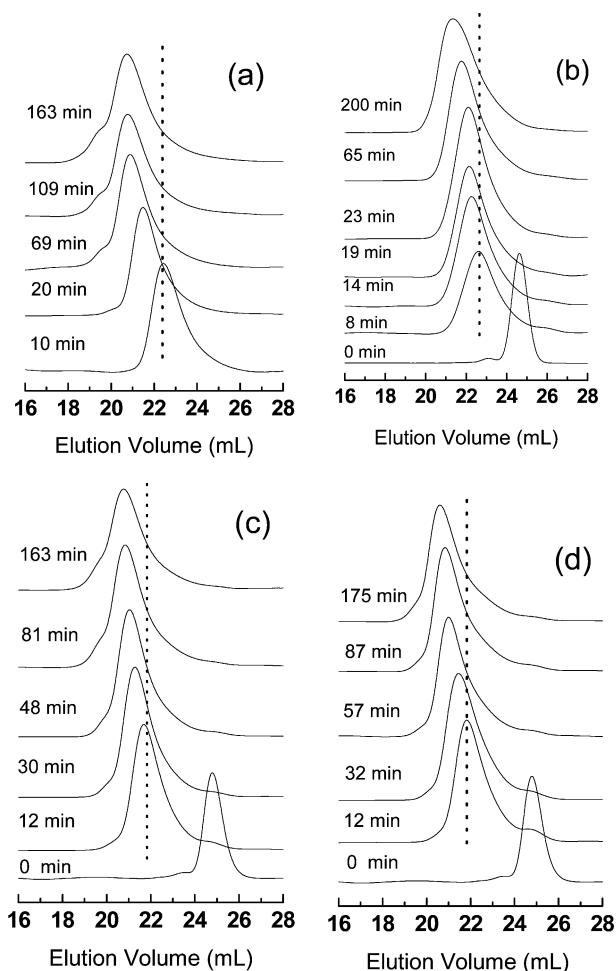 (a)
163 min
109 min
69 min
20 min
10 min
16 18 20 22 24 26 28
Elution Volume (mL)
(b)
200 min
65 min
23 min
19 min
14 min
8 min
0 min
16 18 20 22 24 26 28
Elution Volume (mL)
(c)
163 min
81 min
48 min
30 min
12 min
0 min
16 18 20 22 24 26 28
Elution Volume (mL)
(d)
175 min
87 min
57 min
32 min
12 min
0 min
16 18 20 22 24 26 28
Elution Volume (mL)